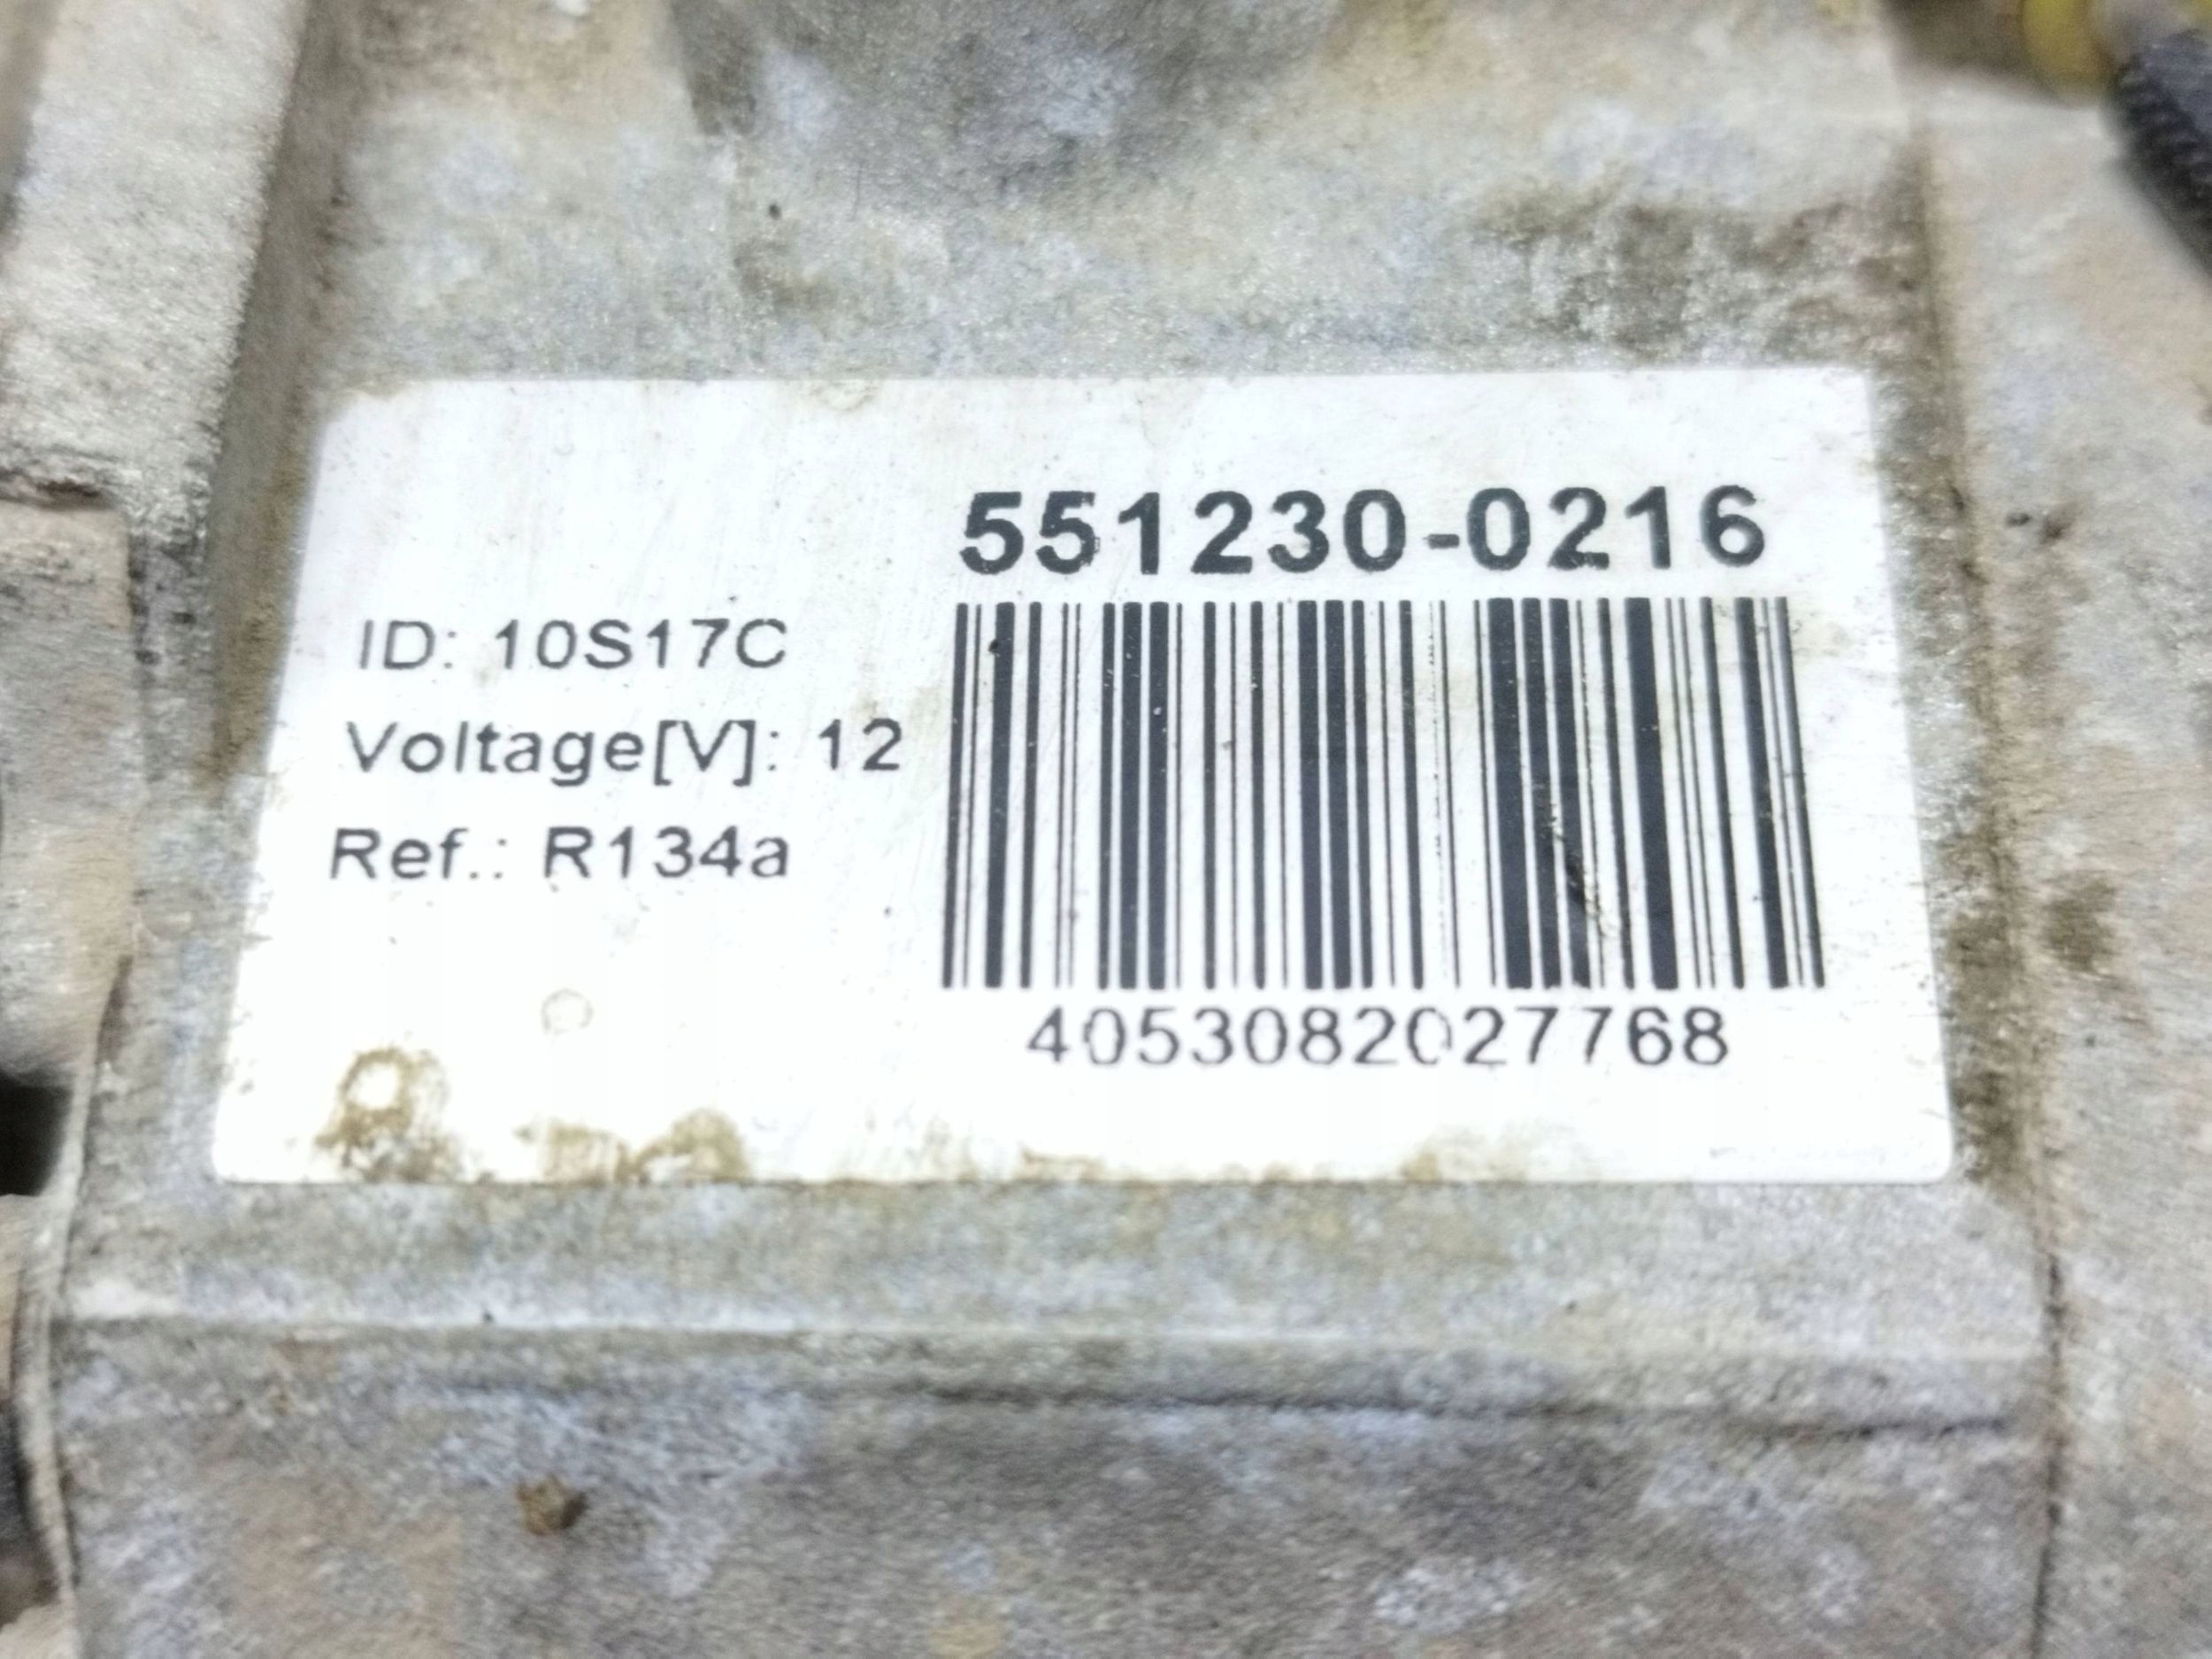 551230-0216
ID: 10S17C
Voltage[V]: 12
Ref.: R134a
4053082027768